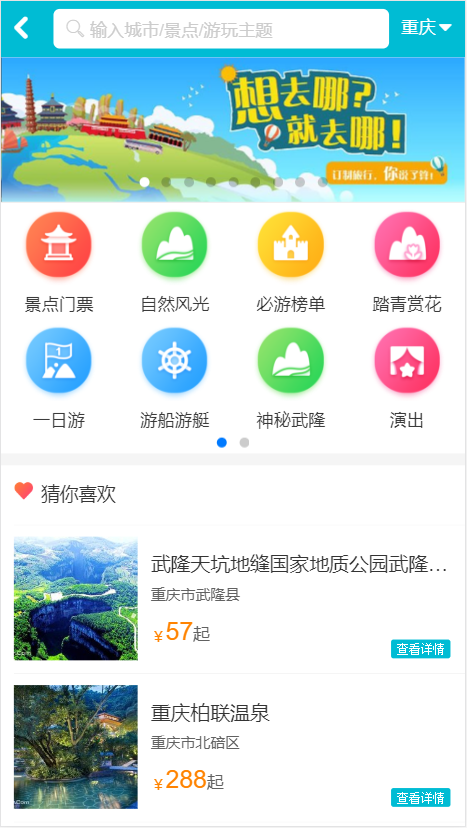 输入城市/景点/游玩主题
重庆
想去哪?
就去哪!
订制旅行、你说了算!
景点门票
自然风光
必游榜单
踏青赏花
1
一日游
游船游艇
神秘武隆
演出
猜你喜欢
武隆天坑地缝国家地质公园武隆…
重庆市武隆县
¥57起
查看详情
重庆柏联温泉
重庆市北碚区
¥288起
查看详情